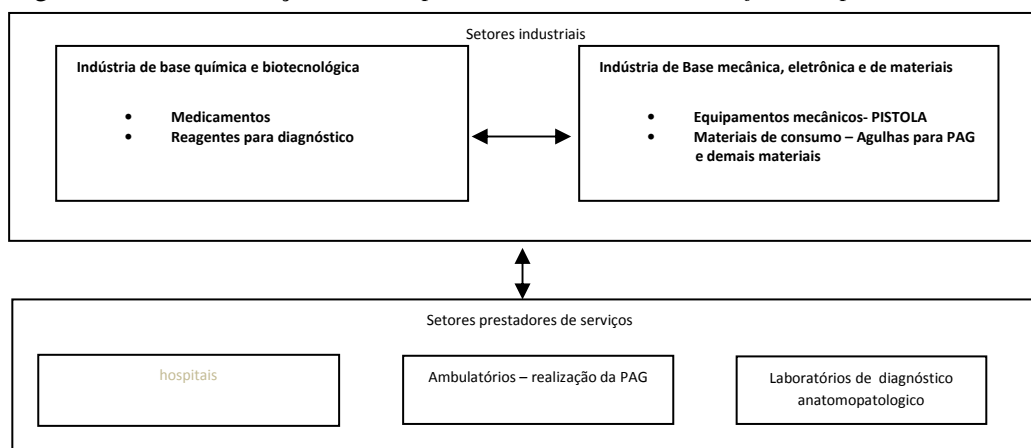 Setores industriais
Indústria de base química e biotecnológica
• Medicamentos
• Reagentes para diagnóstico
Indústria de Base mecânica, eletrônica e de materiais
• Equipamentos mecânicos- PISTOLA
• Materiais de consumo – Agulhas para PAG
e demais materiais
Setores prestadores de serviços
hospitais
Ambulatórios – realização da PAG
Laboratórios de diagnóstico
anatomopatologico